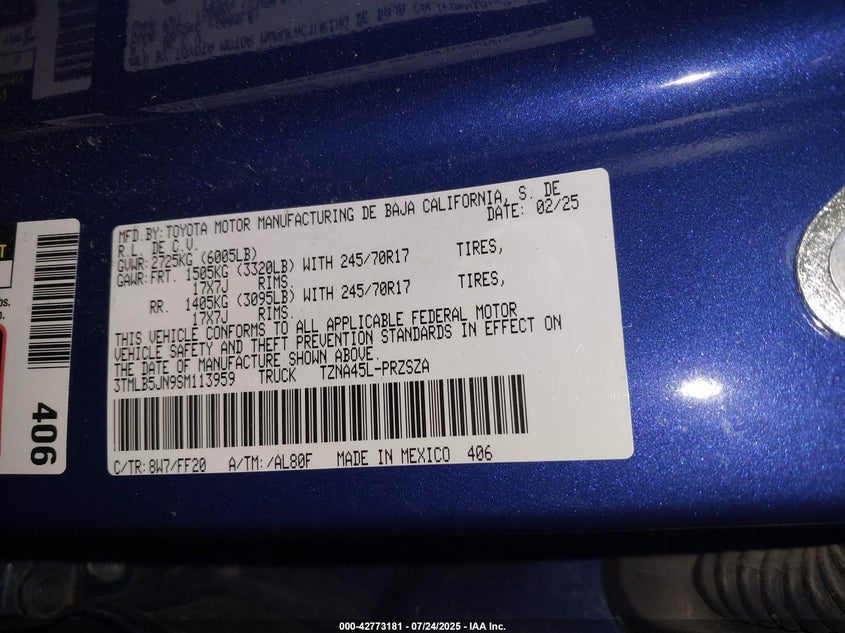 MFD.BY:TOYOTA MOTOR MANUFACTURING DE BAJA CALIFORNIA, S. DE
R.L. DE C.V. DATE: 02/25
GVWR:2725KG (6005LB)
GAWR:FRT. 1505KG (3320LB) WITH 245/70R17 TIRES,
17X7J RIMS.
RR. 1405KG (3095LB) WITH 245/70R17 TIRES,
17X7J RIMS.
THIS VEHICLE CONFORMS TO ALL APPLICABLE FEDERAL MOTOR
VEHICLE SAFETY AND THEFT PREVENTION STANDARDS IN EFFECT ON
THE DATE OF MANUFACTURE SHOWN ABOVE.
3TMLB5JN9SM113959 TRUCK TZNA45L-PRZSZA
C/TR:8W7/FF20 A/TM:/AL80F MADE IN MEXICO 406
406
000-42773181 - 07/24/2025 - IAA Inc.